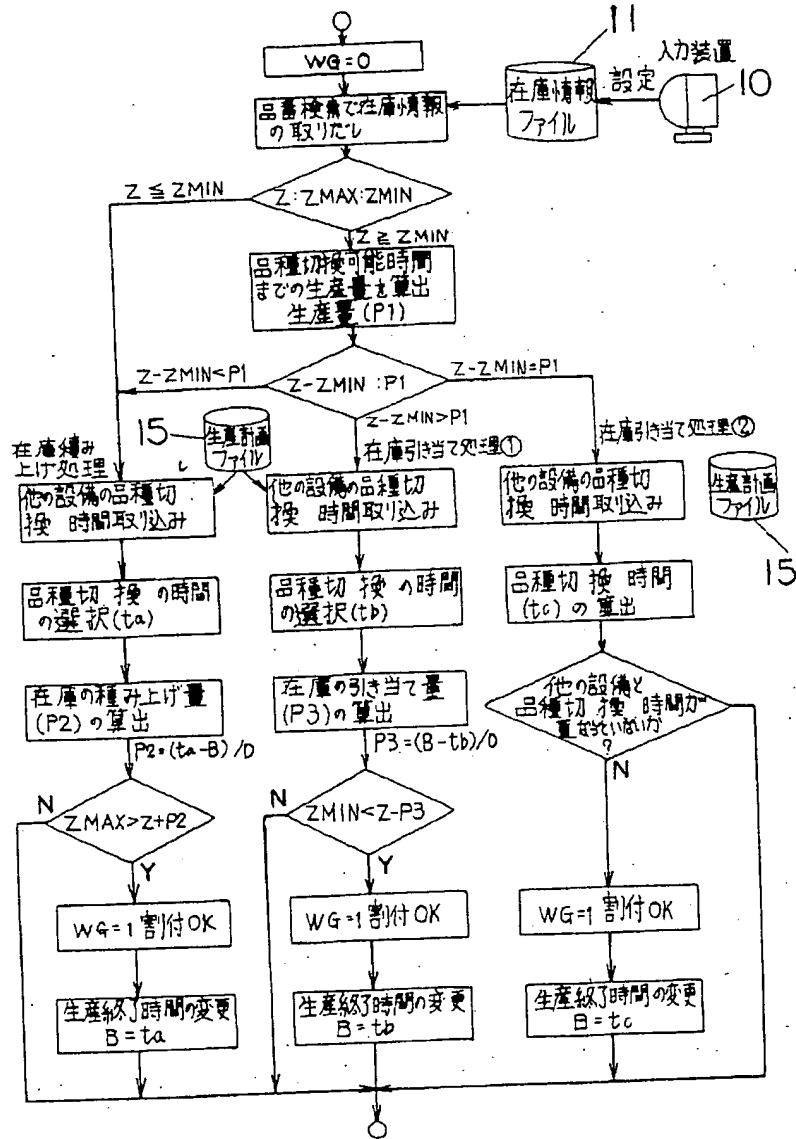 WG=0
11
入力装置
在庫情報
ファイル
設定
10
品番検索で在庫情報
の取りだし
Z≦ZMIN
Z:ZMAX:ZMIN
Z≧ZMIN
品種切換可能時間
までの生産量を算出
生産量(P1)
Z-ZMIN<P1
Z-ZMIN:P1
Z-ZMIN=P1
Z-ZMIN>P1
15
生産計画
ファイル
在庫積み
上げ処理
在庫引き当て処理①
在庫引き当て処理②
他の設備の品種切
換 時間取り込み
他の設備の品種切
換 時間取り込み
他の設備の品種切
換 時間取り込み
生産計画
ファイル
15
品種切 換 の時間
の選択(ta)
品種切 換 の時間
の選択(tb)
品種切 換 時間
(tc)の算出
在庫の積み上げ量
(P2)の算出
在庫の引き当て量
(P3)の算出
他の設備と
品種切 換 時間が
重なっていないか
?
P2=(ta-B)/D
P3=(B-tb)/D
N
ZMAX>Z+P2
Y
N
ZMIN<Z-P3
Y
N
WG=1 割付OK
WG=1 割付OK
WG=1 割付OK
生産終了時間の変更
B=ta
生産終了時間の変更
B=tb
生産終了時間の変更
B=tc